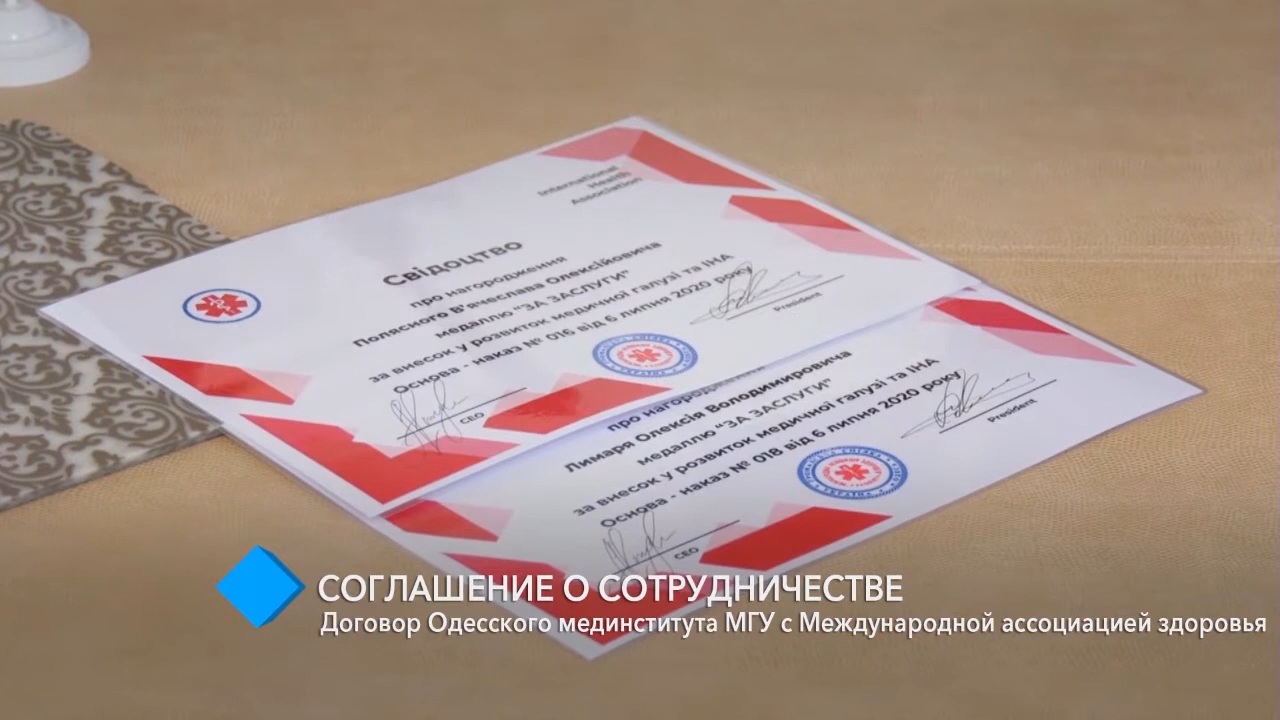 International
Health
Association
Свідоцтво
про нагородження
Полясного В'ячеслава Олексійовича
медаллю "ЗА ЗАСЛУГИ"
за внесок у розвиток медичної галузі та ІНА
Основа - наказ № 016 від 6 липня 2020 року
CEO
President
про нагородження
Лимаря Олексія Володимировича
медаллю "ЗА ЗАСЛУГИ"
за внесок у розвиток медичної галузі та ІНА
Основа - наказ № 018 від 6 липня 2020 року
CEO
President
СОГЛАШЕНИЕ О СОТРУДНИЧЕСТВЕ
Договор Одесского мединститута МГУ с Международной ассоциацией здоровья